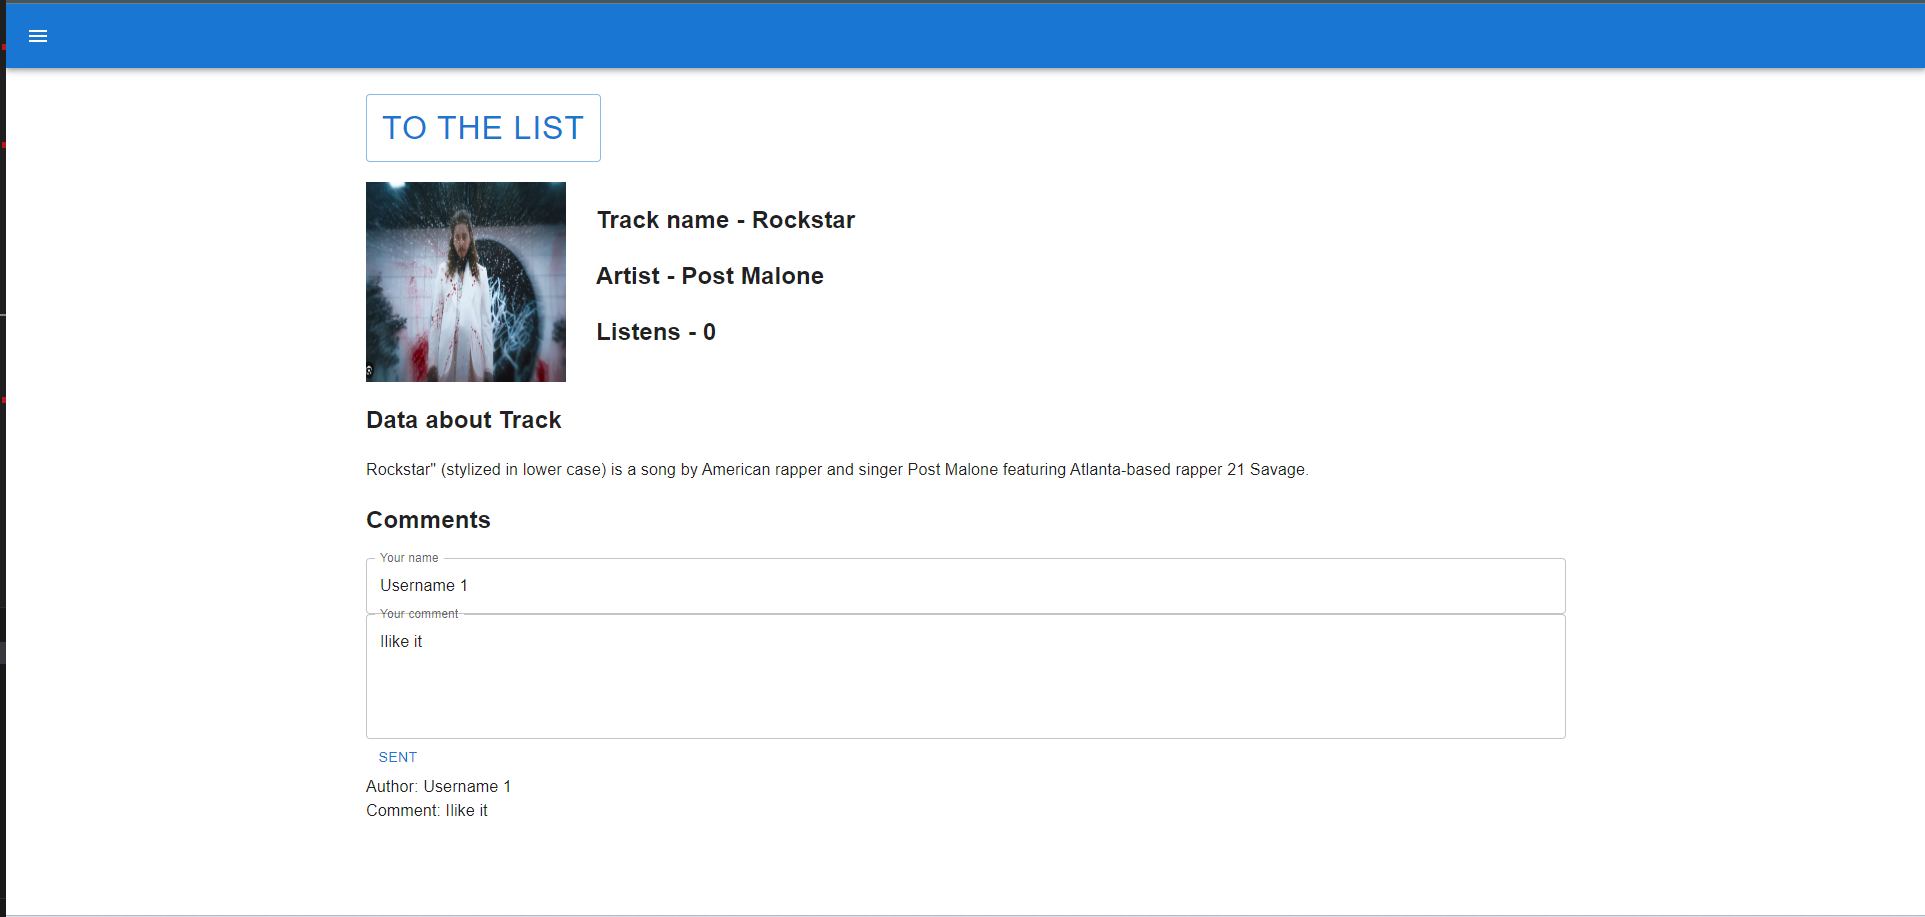 TO THE LIST
Track name - Rockstar
Artist - Post Malone
Listens - 0
Data about Track
Rockstar" (stylized in lower case) is a song by American rapper and singer Post Malone featuring Atlanta-based rapper 21 Savage.
Comments
Your name
Username 1
Your comment
Ilike it
SENT
Author: Username 1
Comment: Ilike it